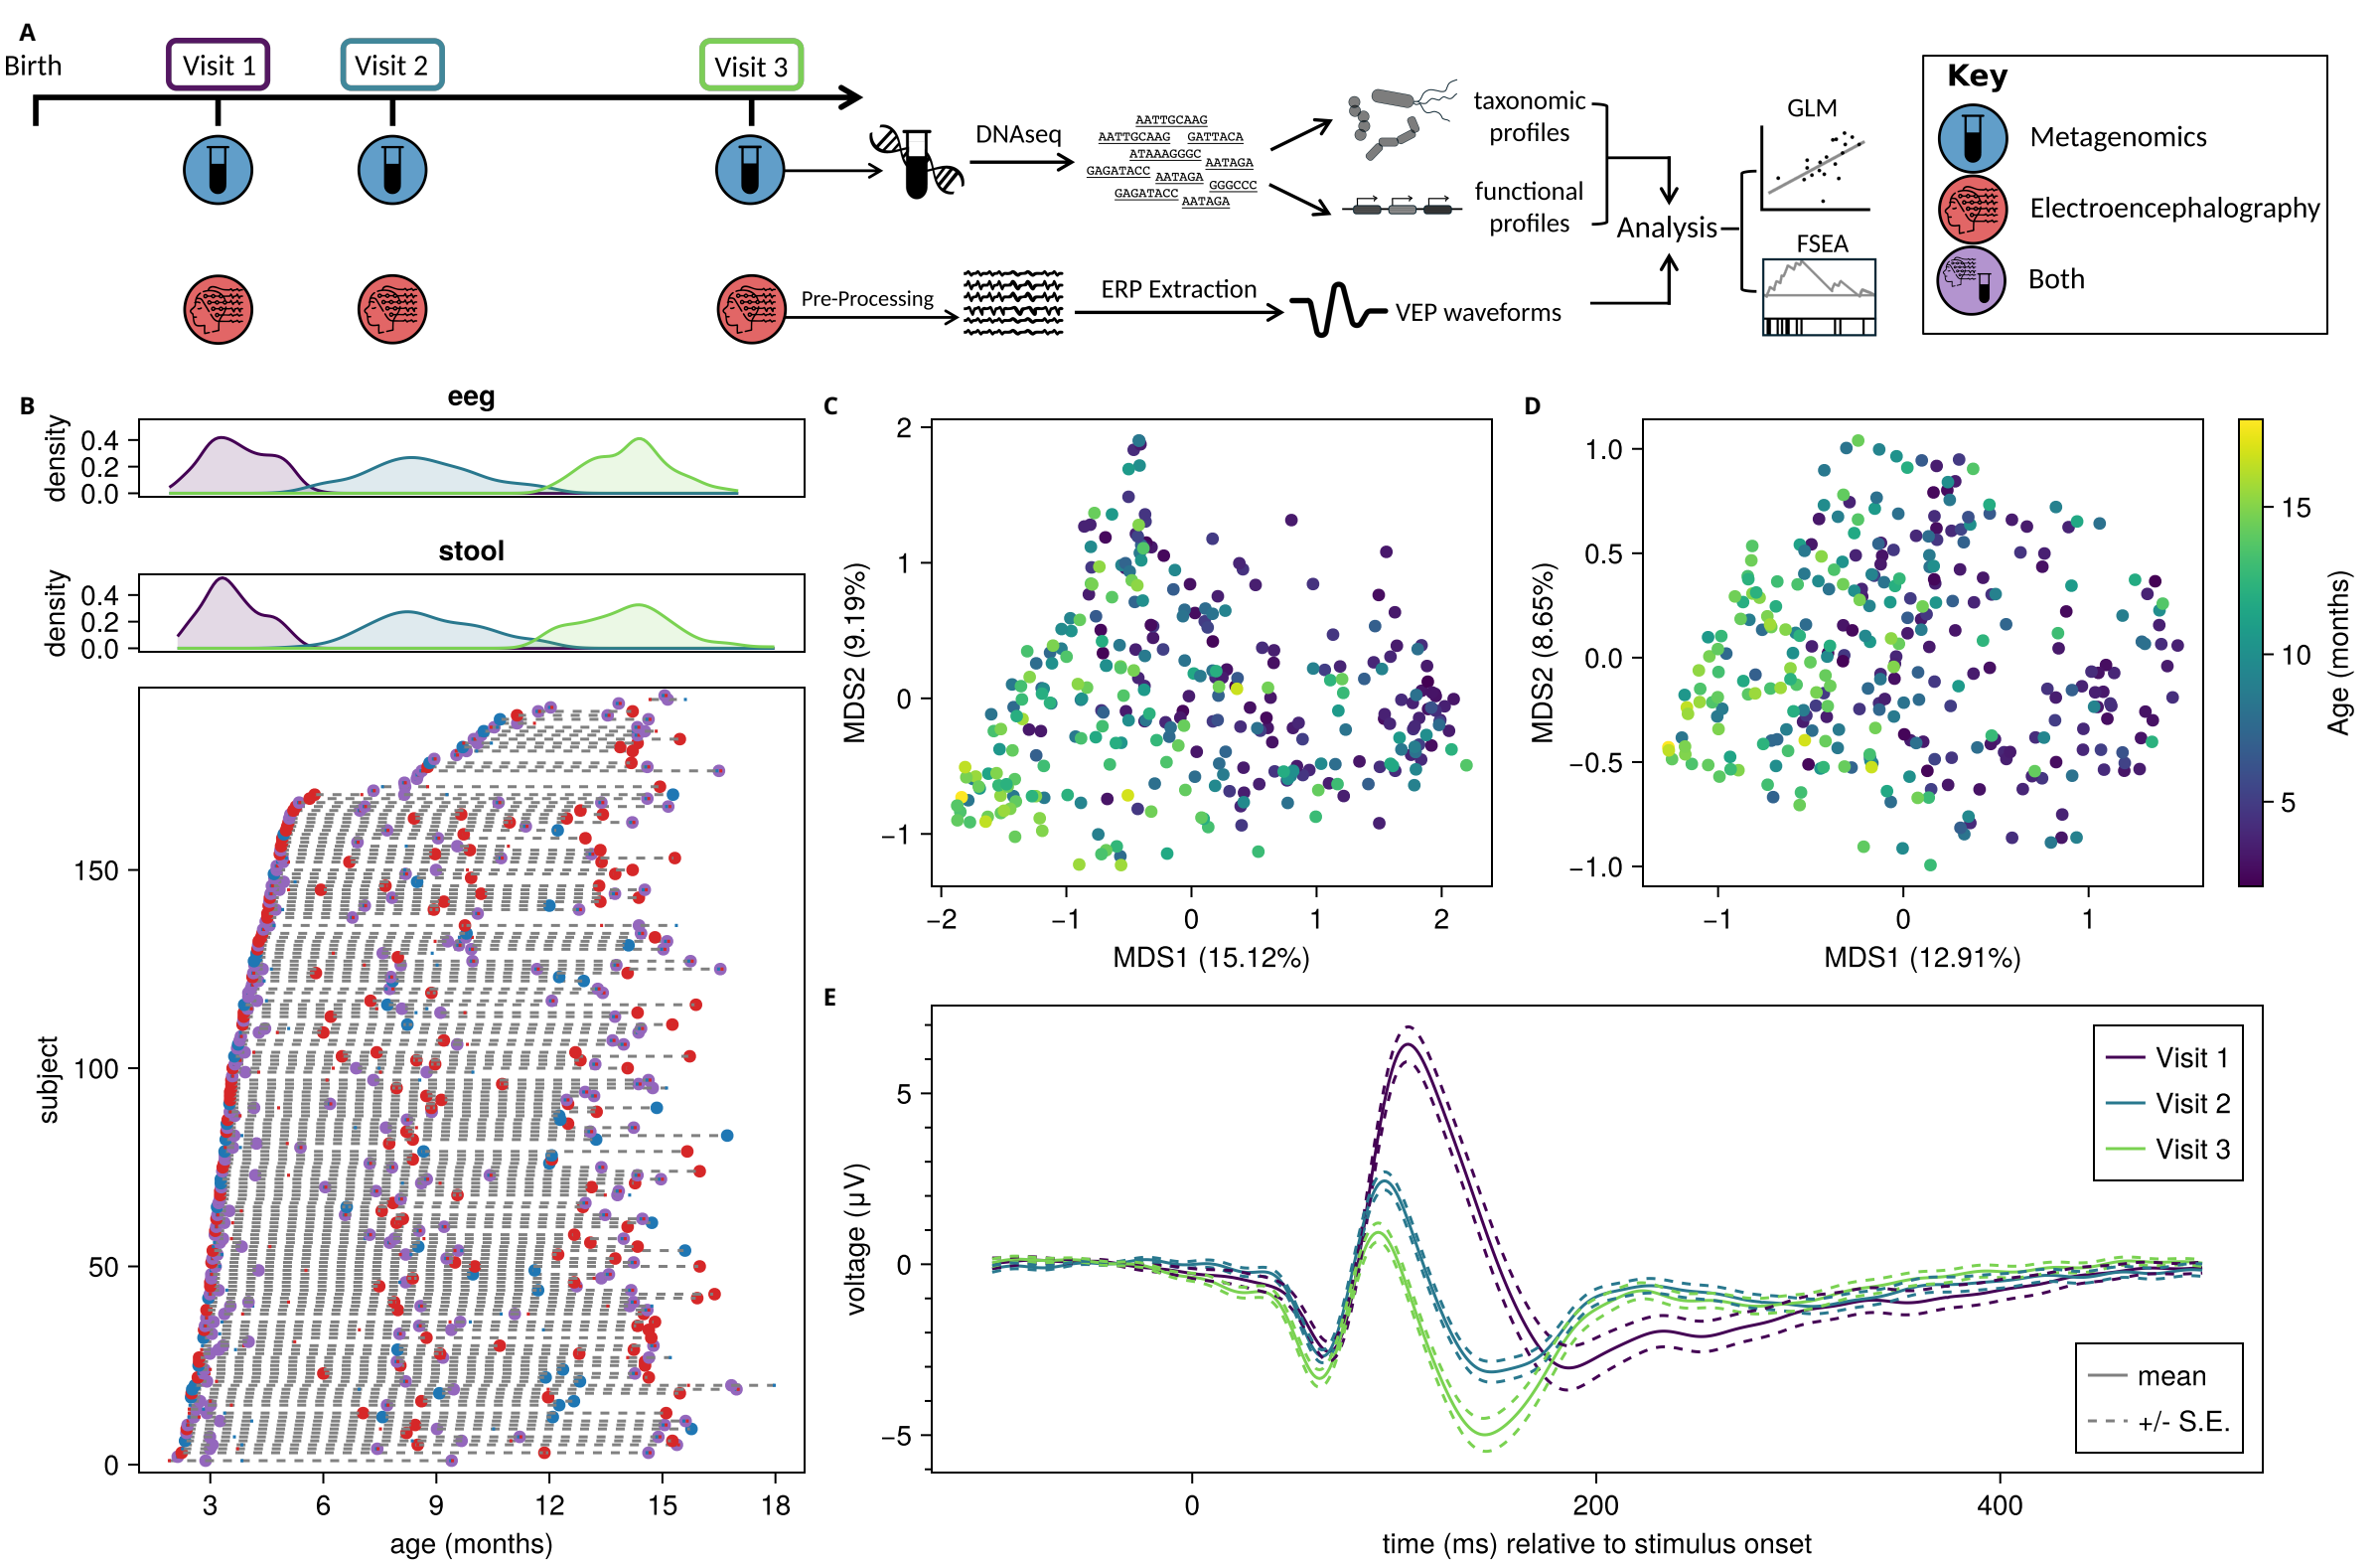 A
Birth
Visit 1
Visit 2
Visit 3
DNAseq
AATTGCAAG
AATTGCAAG GATTACA
ATAAAGGGC
AATAGA
GAGATACC
AATAGA
GGGCCC
GAGATACC
AATAGA
taxonomic
profiles
functional
profiles
Pre-Processing
ERP Extraction
VEP waveforms
Analysis
GLM
FSEA
Key
Metagenomics
Electroencephalography
Both
B
eeg
density
0.4
0.2
0.0
stool
density
0.4
0.2
0.0
subject
150
100
50
0
3 6 9 12 15 18
age (months)
C
MDS2 (9.19%)
2
1
0
−1
−2 −1 0 1 2
MDS1 (15.12%)
D
MDS2 (8.65%)
1.0
0.5
0.0
−0.5
−1.0
−1 0 1
MDS1 (12.91%)
15
10
5
Age (months)
E
voltage (μV)
5
0
−5
0 200 400
time (ms) relative to stimulus onset
Visit 1
Visit 2
Visit 3
mean
+/- S.E.